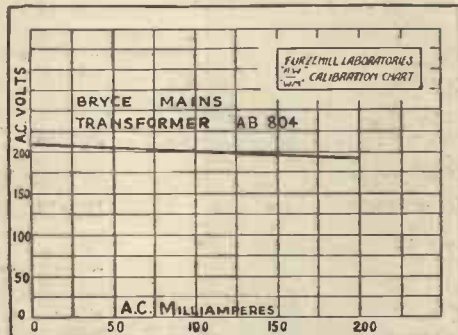 FURZEHILL LABORATORIES
"A.W.
W.M." CALIBRATION CHART
BRYCE MAINS
TRANSFORMER AB 804
A.C. VOLTS
200
150
100
50
0
A.C. MILLIAMPERES
0 50 100 150 200